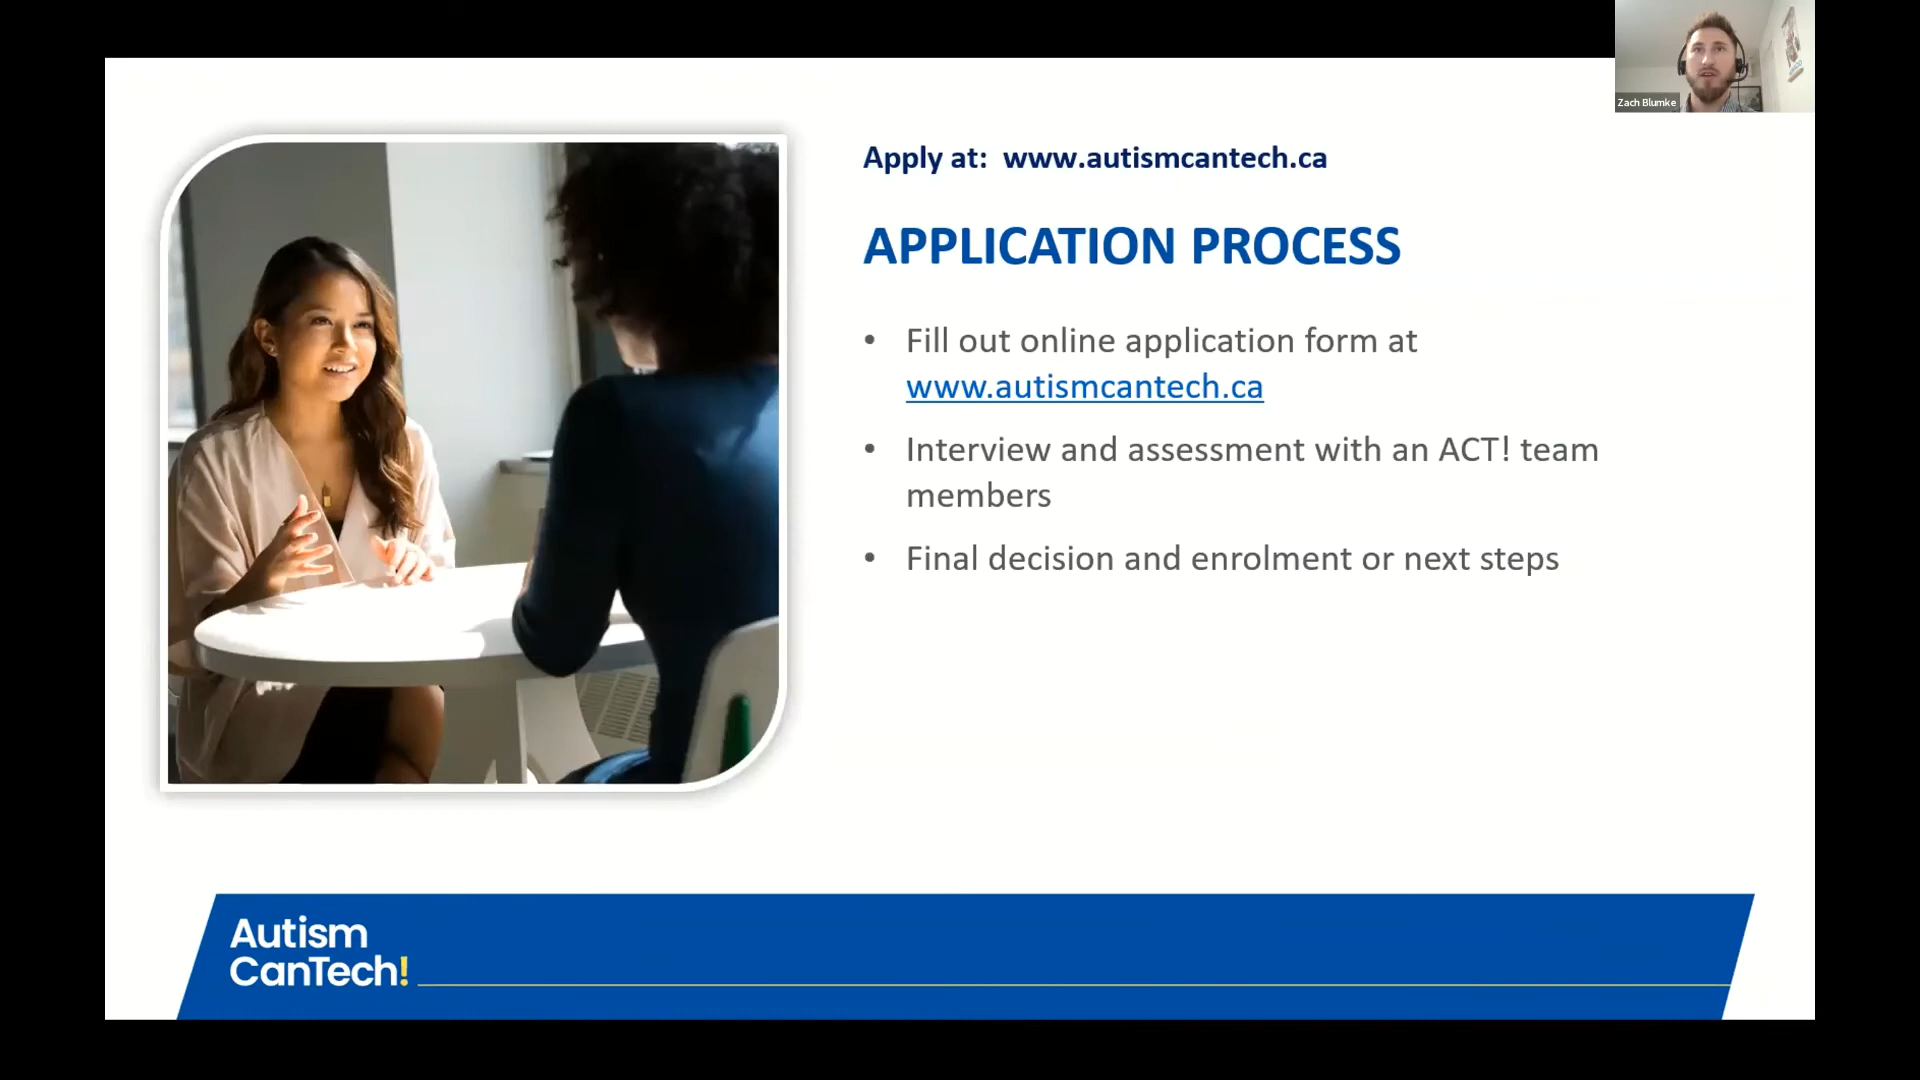 Zach Blumke
Apply at: www.autismcantech.ca
APPLICATION PROCESS
• Fill out online application form at
www.autismcantech.ca
• Interview and assessment with an ACT! team
members
• Final decision and enrolment or next steps
Autism
CanTech!